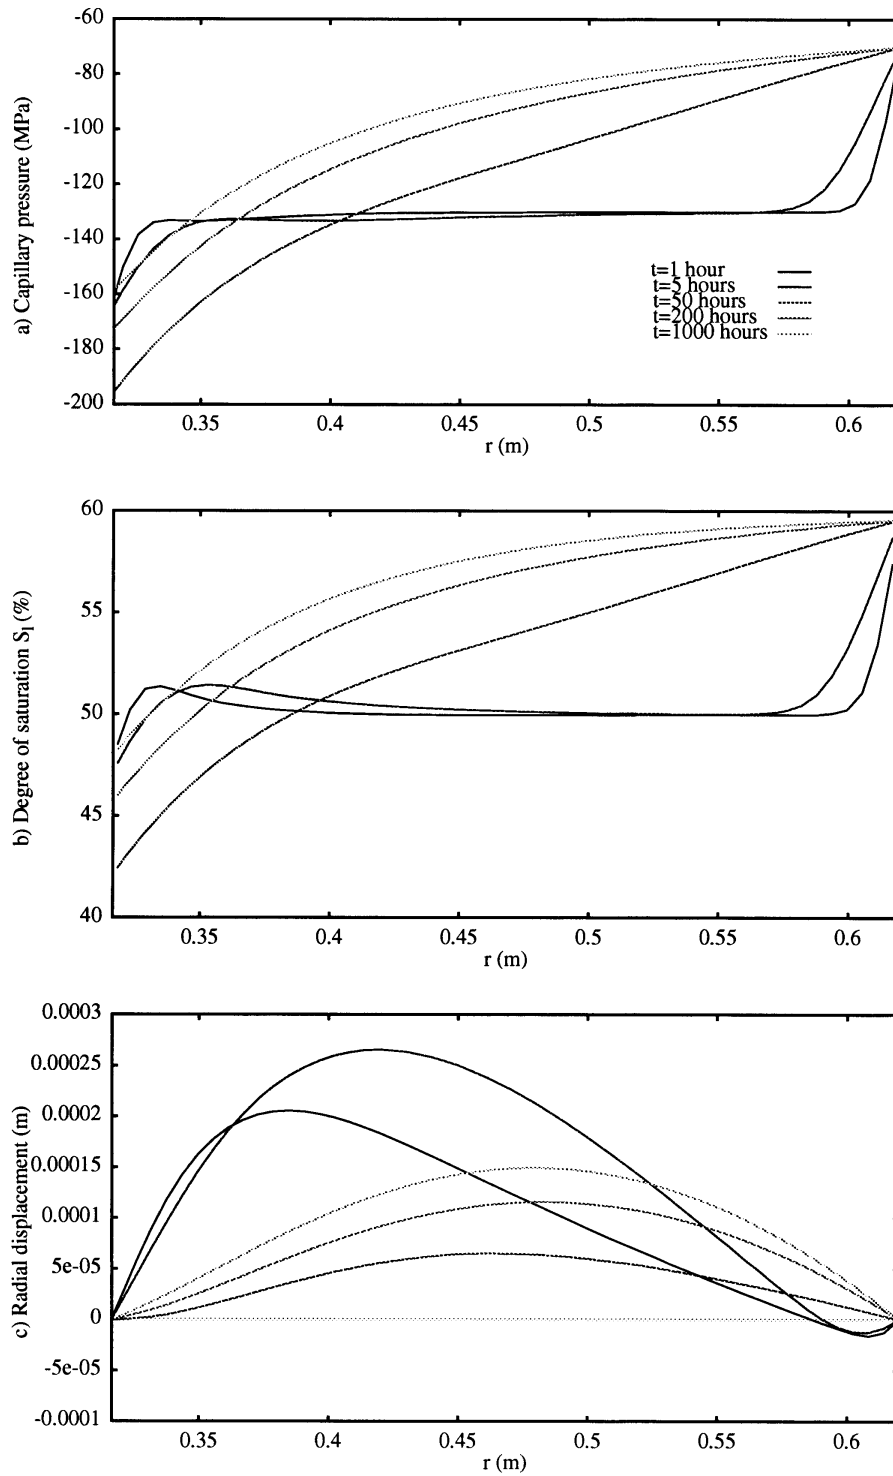 -60
-80
-100
-120
-140
-160
-180
-200
a) Capillary pressure (MPa)
t=1 hour
t=5 hours
t=50 hours
t=200 hours
t=1000 hours
0.35 0.4 0.45 0.5 0.55 0.6
r (m)
60
55
50
45
40
b) Degree of saturation S_l (%)
0.35 0.4 0.45 0.5 0.55 0.6
r (m)
0.0003
0.00025
0.0002
0.00015
0.0001
5e-05
0
-5e-05
-0.0001
c) Radial displacement (m)
0.35 0.4 0.45 0.5 0.55 0.6
r (m)